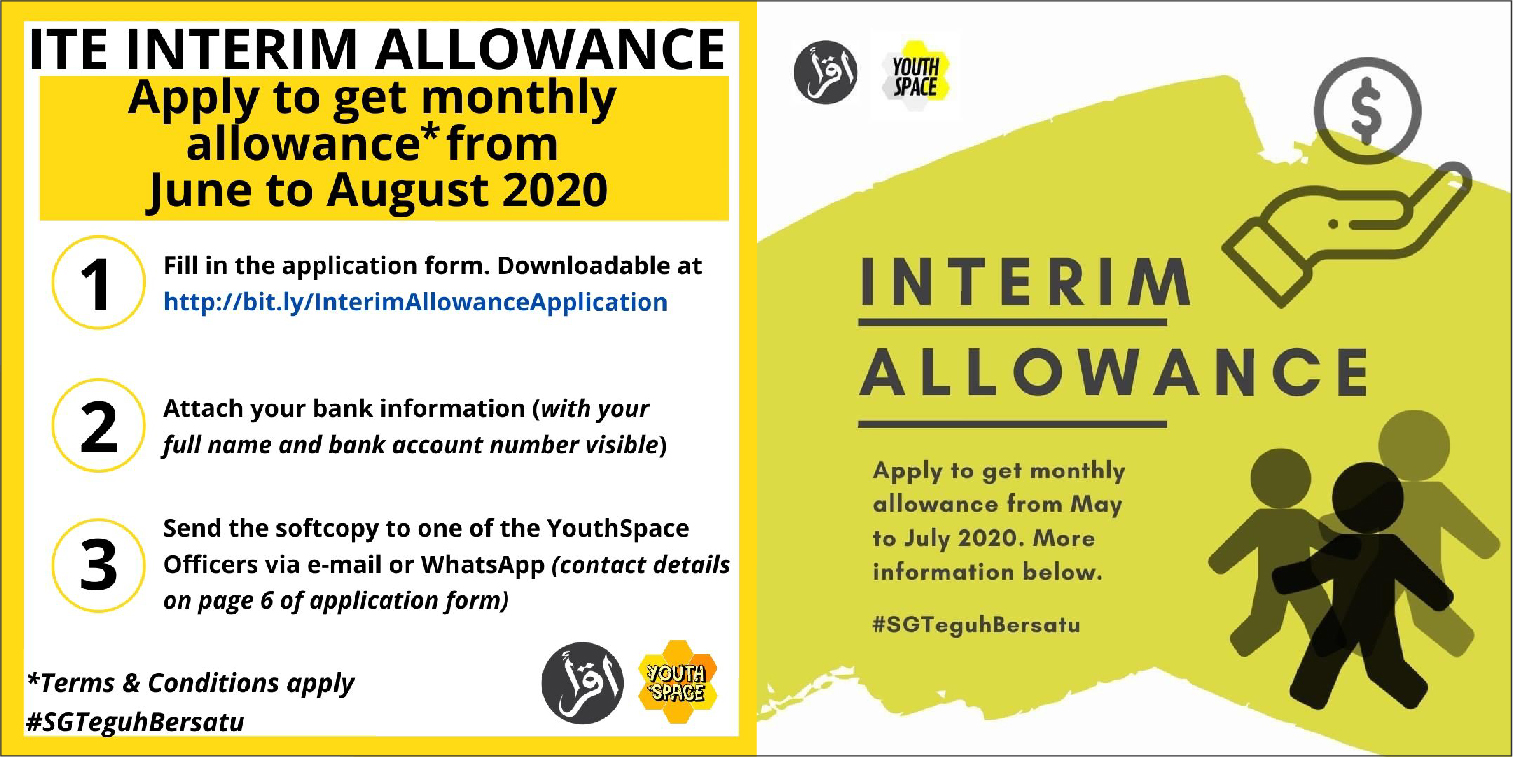 ITE INTERIM ALLOWANCE
Apply to get monthly
allowance* from
June to August 2020
1
Fill in the application form. Downloadable at
http://bit.ly/InterimAllowanceApplication
2
Attach your bank information (with your
full name and bank account number visible)
3
Send the softcopy to one of the YouthSpace
Officers via e-mail or WhatsApp (contact details
on page 6 of application form)
*Terms & Conditions apply
#SGTeguhBersatu
اقرأ
YOUTH
SPACE
اقرأ
YOUTH
SPACE
$
INTERIM
ALLOWANCE
Apply to get monthly
allowance from May
to July 2020. More
information below.
#SGTeguhBersatu